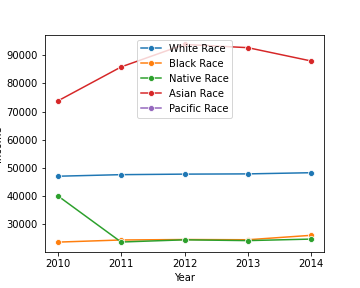 White Race
Black Race
Native Race
Asian Race
Pacific Race
90000
80000
70000
60000
50000
40000
30000
2010
2011
2012
2013
2014
Year